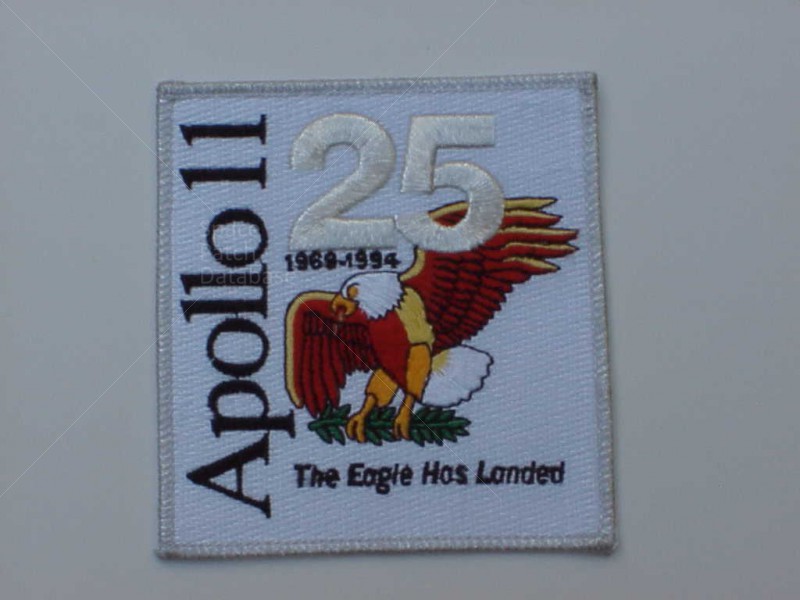 Apollo 11
25
1969-1994
The Eagle Has Landed